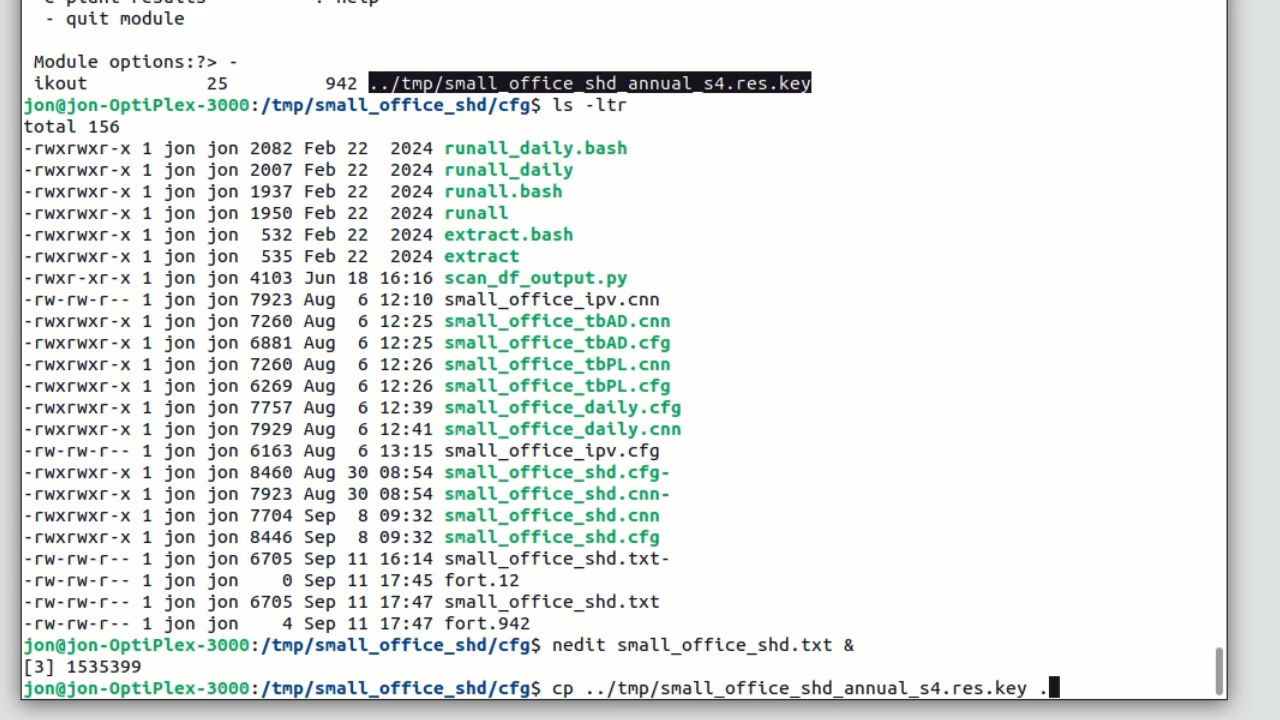 - quit module
Module options:?> -
ikout 25 942 ../tmp/small_office_shd_annual_s4.res.key
jon@jon-OptiPlex-3000:/tmp/small_office_shd/cfg$ ls -ltr
total 156
-rwxrwxr-x 1 jon jon 2082 Feb 22 2024 runall_daily.bash
-rwxrwxr-x 1 jon jon 2007 Feb 22 2024 runall_daily
-rwxrwxr-x 1 jon jon 1937 Feb 22 2024 runall.bash
-rwxrwxr-x 1 jon jon 1950 Feb 22 2024 runall
-rwxrwxr-x 1 jon jon 532 Feb 22 2024 extract.bash
-rwxrwxr-x 1 jon jon 535 Feb 22 2024 extract
-rwxr-xr-x 1 jon jon 4103 Jun 18 16:16 scan_df_output.py
-rw-rw-r-- 1 jon jon 7923 Aug 6 12:10 small_office_ipv.cnn
-rwxrwxr-x 1 jon jon 7260 Aug 6 12:25 small_office_tbAD.cnn
-rwxrwxr-x 1 jon jon 6881 Aug 6 12:25 small_office_tbAD.cfg
-rwxrwxr-x 1 jon jon 7260 Aug 6 12:26 small_office_tbPL.cnn
-rwxrwxr-x 1 jon jon 6269 Aug 6 12:26 small_office_tbPL.cfg
-rwxrwxr-x 1 jon jon 7757 Aug 6 12:39 small_office_daily.cfg
-rwxrwxr-x 1 jon jon 7929 Aug 6 12:41 small_office_daily.cnn
-rw-rw-r-- 1 jon jon 6163 Aug 6 13:15 small_office_ipv.cfg
-rwxrwxr-x 1 jon jon 8460 Aug 30 08:54 small_office_shd.cfg-
-rwxrwxr-x 1 jon jon 7923 Aug 30 08:54 small_office_shd.cnn-
-rwxrwxr-x 1 jon jon 7704 Sep 8 09:32 small_office_shd.cnn
-rwxrwxr-x 1 jon jon 8446 Sep 8 09:32 small_office_shd.cfg
-rw-rw-r-- 1 jon jon 6705 Sep 11 16:14 small_office_shd.txt-
-rw-rw-r-- 1 jon jon 0 Sep 11 17:45 fort.12
-rw-rw-r-- 1 jon jon 6705 Sep 11 17:47 small_office_shd.txt
-rw-rw-r-- 1 jon jon 4 Sep 11 17:47 fort.942
jon@jon-OptiPlex-3000:/tmp/small_office_shd/cfg$ nedit small_office_shd.txt &
[3] 1535399
jon@jon-OptiPlex-3000:/tmp/small_office_shd/cfg$ cp ../tmp/small_office_shd_annual_s4.res.key .